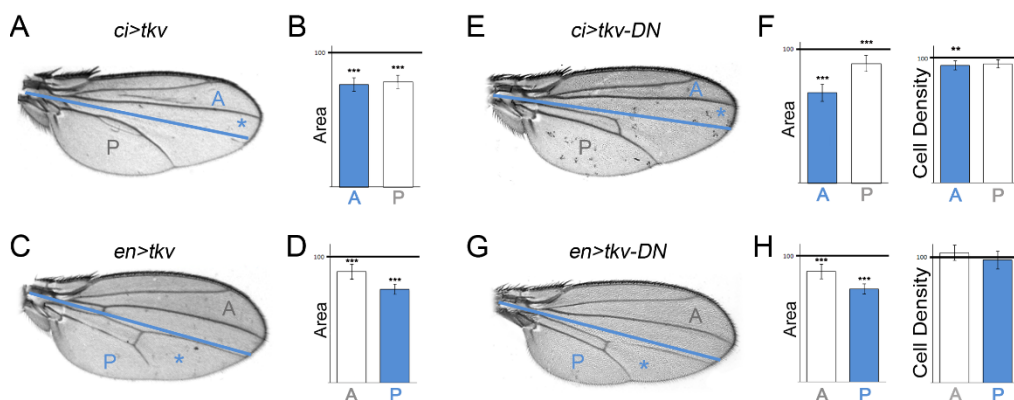 A
ci>tkv
A
*
P
B
100
***
***
Area
A
P
E
ci>tkv-DN
A
*
P
F
100
***
***
Area
A
P
100
**
Cell Density
A
P
C
en>tkv
A
P
*
D
100
***
***
Area
A
P
G
en>tkv-DN
A
P
*
H
100
***
***
Area
A
P
100
Cell Density
A
P